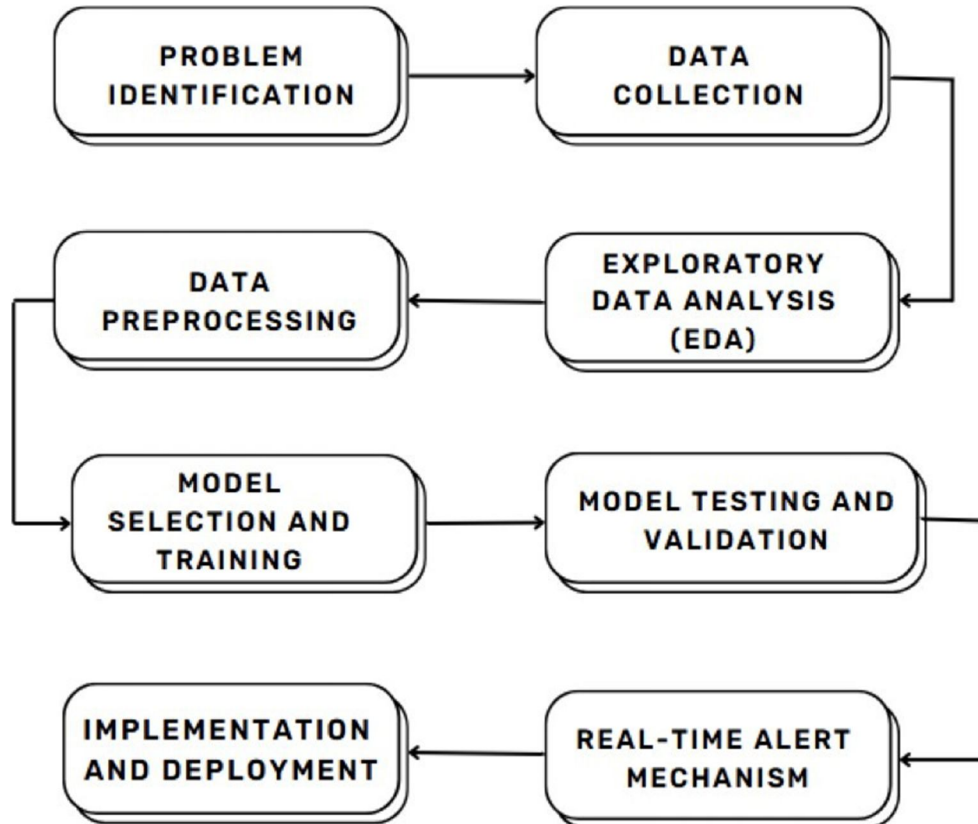 PROBLEM
IDENTIFICATION
DATA
COLLECTION
EXPLORATORY
DATA ANALYSIS
(EDA)
DATA
PREPROCESSING
MODEL
SELECTION AND
TRAINING
MODEL TESTING AND
VALIDATION
REAL-TIME ALERT
MECHANISM
IMPLEMENTATION
AND DEPLOYMENT